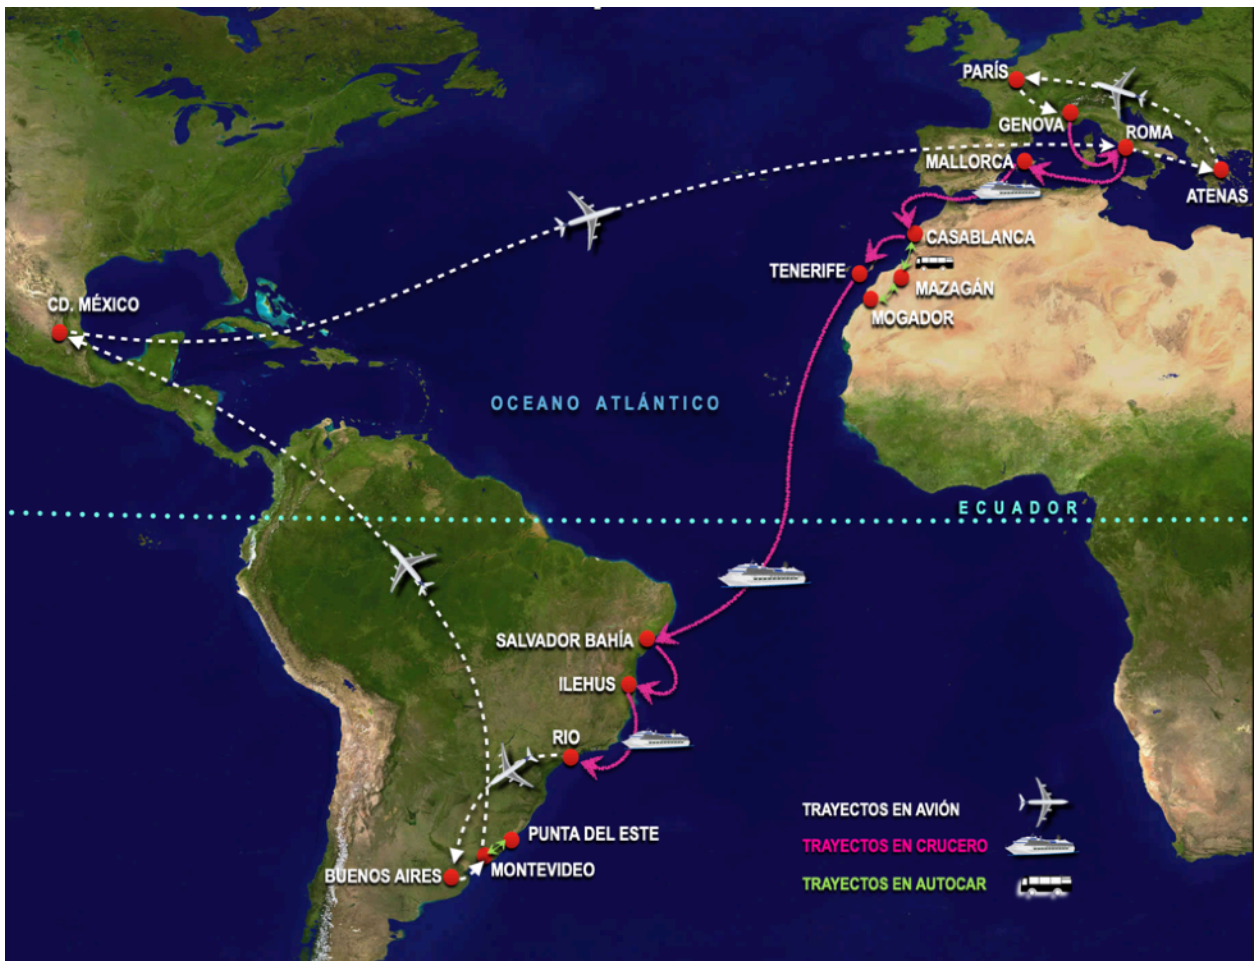 PARÍS
GENOVA
ROMA
MALLORCA
ATENAS
CASABLANCA
TENERIFE
MAZAGÁN
CD. MÉXICO
MOGADOR
OCEANO ATLÁNTICO
ECUADOR
SALVADOR BAHÍA
ILEHUS
RIO
TRAYECTOS EN AVIÓN
PUNTA DEL ESTE
TRAYECTOS EN CRUCERO
MONTEVIDEO
BUENOS AIRES
TRAYECTOS EN AUTOCAR